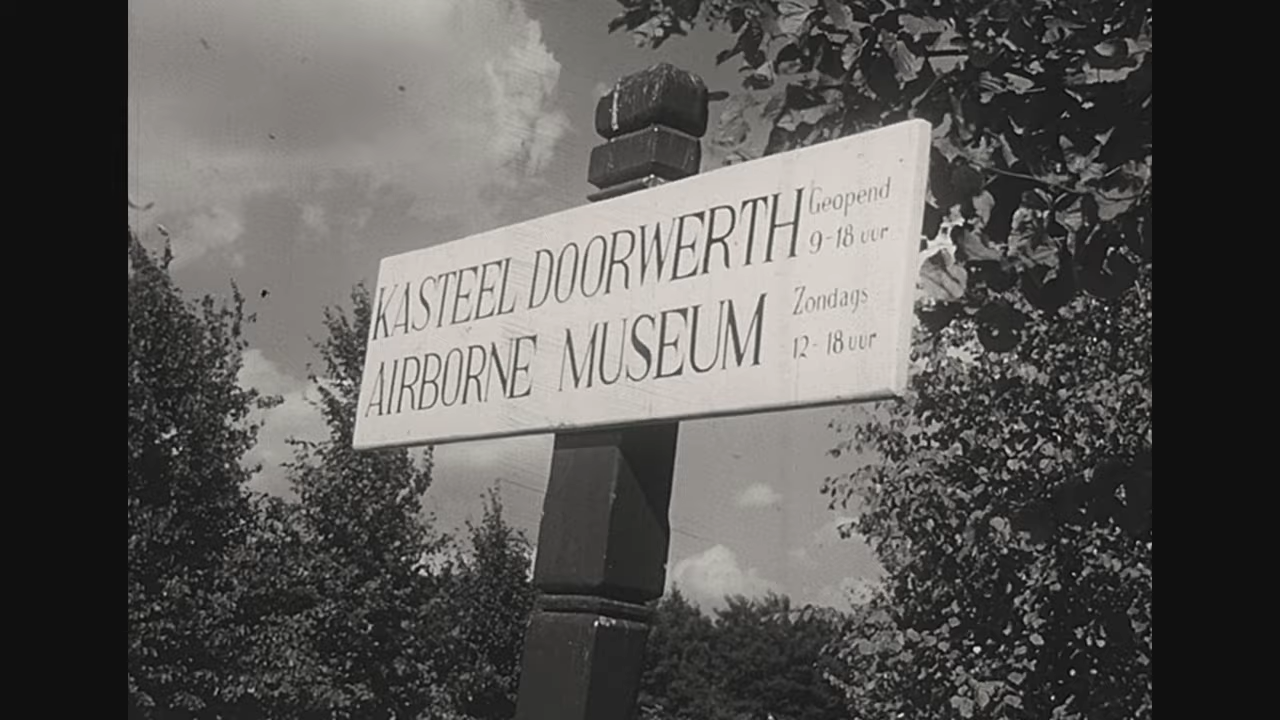 KASTEEL DOORWERTH
AIRBORNE MUSEUM
Geopend
9-18 uur
Zondags
12-18 uur